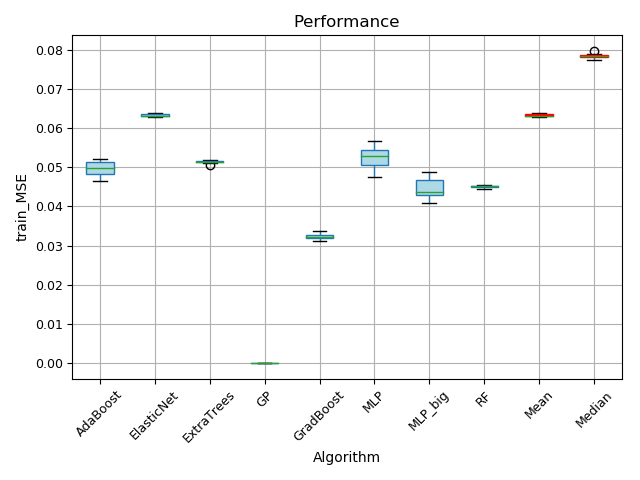 Performance
train_MSE
0.08
0.07
0.06
0.05
0.04
0.03
0.02
0.01
0.00
AdaBoost
ElasticNet
ExtraTrees
GP
GradBoost
MLP
MLP_big
RF
Mean
Median
Algorithm